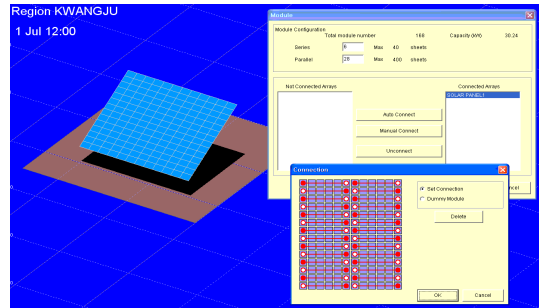 Region KWANGJU
1 Jul 12:00
Module
Module Configuration
Total module number 168 Capacity (kW) 30.24
Series 6 Max 40 sheets
Parallel 28 Max 400 sheets
Not Connected Arrays
Connected Arrays
SOLAR PANEL1
Auto Connect
Manual Connect
Unconnect
Connection
Set Connection
Dummy Module
Delete
OK Cancel